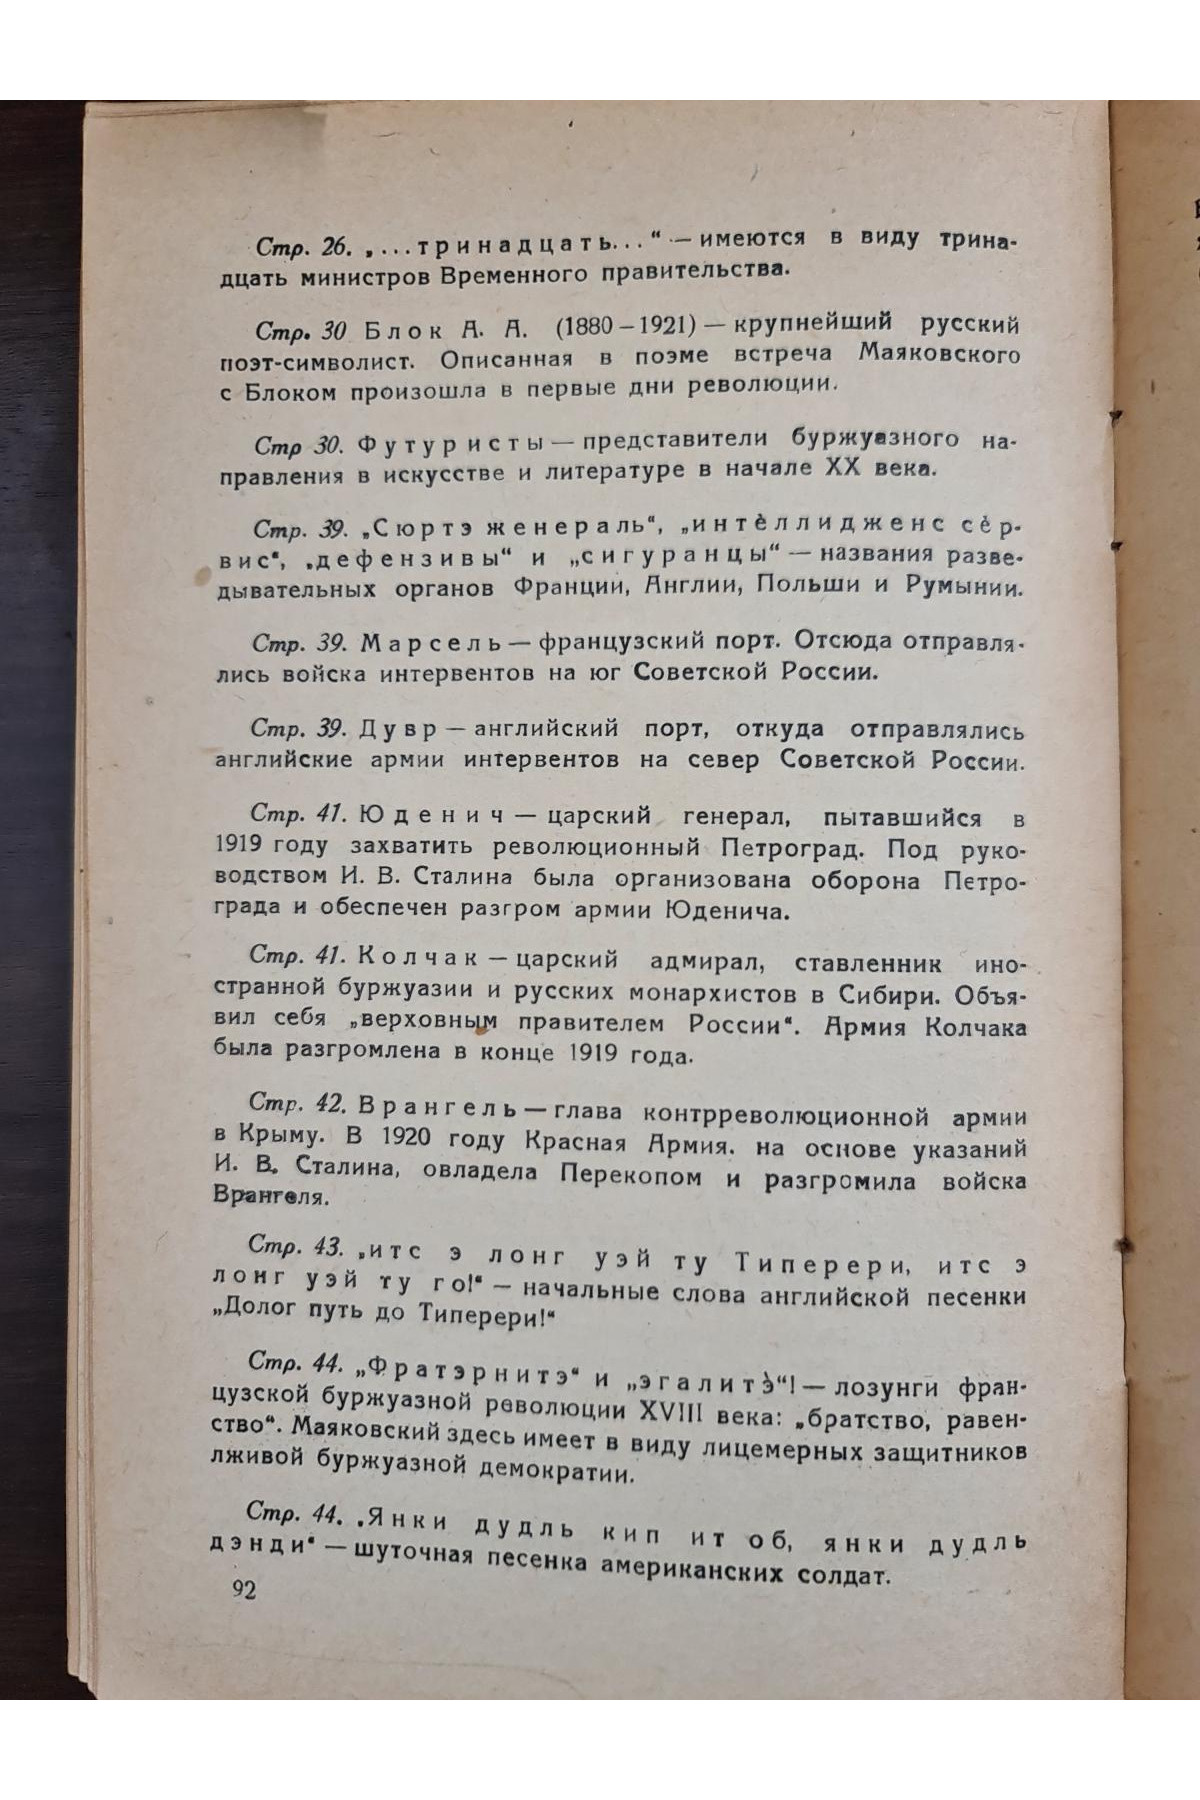 Стр. 26. „...тринадцать...“ — имеются в виду трина-
дцать министров Временного правительства.
Стр. 30 Блок А. А. (1880–1921) — крупнейший русский
поэт-символист. Описанная в поэме встреча Маяковского
с Блоком произошла в первые дни революции.
Стр 30. Футуристы — представители буржуазного на-
правления в искусстве и литературе в начале XX века.
Стр. 39. „Сюртэ женераль“, „интѐллидженс сѐр-
вис“, „дефензивы“ и „сигуранцы“ — названия разве-
дывательных органов Франции, Англии, Польши и Румынии.
Стр. 39. Марсель — французский порт. Отсюда отправля-
лись войска интервентов на юг Советской России.
Стр. 39. Дувр — английский порт, откуда отправлялись
английские армии интервентов на север Советской России.
Стр. 41. Юденич — царский генерал, пытавшийся в
1919 году захватить революционный Петроград. Под руко-
водством И. В. Сталина была организована оборона Петро-
града и обеспечен разгром армии Юденича.
Стр. 41. Колчак — царский адмирал, ставленник ино-
странной буржуазии и русских монархистов в Сибири. Объя-
вил себя „верховным правителем России“. Армия Колчака
была разгромлена в конце 1919 года.
Стр. 42. Врангель — глава контрреволюционной армии
в Крыму. В 1920 году Красная Армия. на основе указаний
И. В. Сталина, овладела Перекопом и разгромила войска
Врангеля.
Стр. 43. „итс э лонг уэй ту Типерери, итс э
лонг уэй ту го!“ — начальные слова английской песенки
„Долог путь до Типерери!“
Стр. 44. „Фратэрнитэ“ и „эгалитэ̀“! — лозунги фран-
цузской буржуазной революции XVIII века: „братство, равен-
ство“. Маяковский здесь имеет в виду лицемерных защитников
лживой буржуазной демократии.
Стр. 44. „Янки дудль кип ит об, янки дудль
дэнди“ — шуточная песенка американских солдат.
92